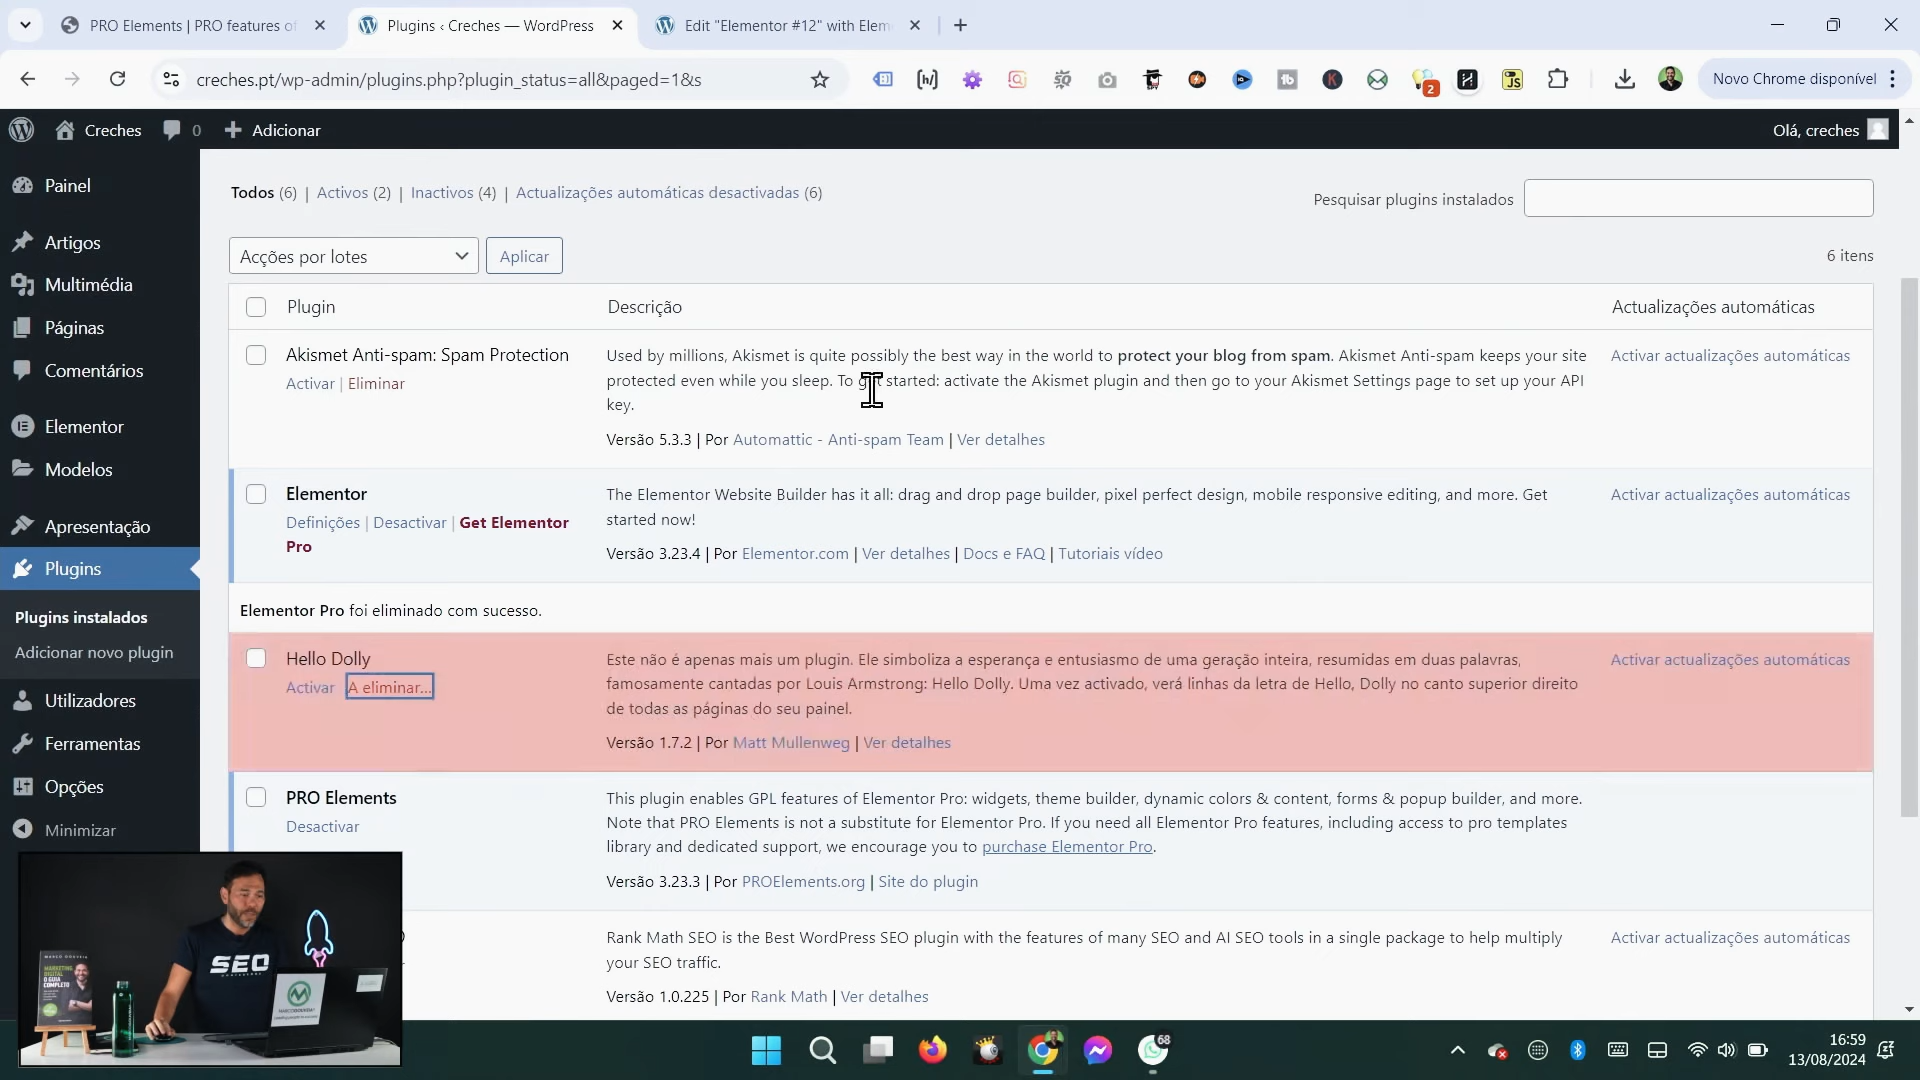 PRO Elements | PRO features of
Plugins ‹ Creches — WordPress
Edit "Elementor #12" with Elem
creches.pt/wp-admin/plugins.php?plugin_status=all&paged=1&s
Novo Chrome disponível
Creches
0
Adicionar
Olá, creches
Painel
Artigos
Multimédia
Páginas
Comentários
Elementor
Modelos
Apresentação
Plugins
Plugins instalados
Adicionar novo plugin
Utilizadores
Ferramentas
Opções
Minimizar
Todos (6) | Activos (2) | Inactivos (4) | Actualizações automáticas desactivadas (6)
Pesquisar plugins instalados
Acções por lotes
Aplicar
6 itens
Plugin
Descrição
Actualizações automáticas
Akismet Anti-spam: Spam Protection
Activar | Eliminar
Used by millions, Akismet is quite possibly the best way in the world to protect your blog from spam. Akismet Anti-spam keeps your site
protected even while you sleep. To get started: activate the Akismet plugin and then go to your Akismet Settings page to set up your API
key.
Versão 5.3.3 | Por Automattic - Anti-spam Team | Ver detalhes
Activar actualizações automáticas
Elementor
Definições | Desactivar | Get Elementor
Pro
The Elementor Website Builder has it all: drag and drop page builder, pixel perfect design, mobile responsive editing, and more. Get
started now!
Versão 3.23.4 | Por Elementor.com | Ver detalhes | Docs e FAQ | Tutoriais vídeo
Activar actualizações automáticas
Elementor Pro foi eliminado com sucesso.
Hello Dolly
Activar
A eliminar...
Este não é apenas mais um plugin. Ele simboliza a esperança e entusiasmo de uma geração inteira, resumidas em duas palavras,
famosamente cantadas por Louis Armstrong: Hello Dolly. Uma vez activado, verá linhas da letra de Hello, Dolly no canto superior direito
de todas as páginas do seu painel.
Versão 1.7.2 | Por Matt Mullenweg | Ver detalhes
Activar actualizações automáticas
PRO Elements
Desactivar
This plugin enables GPL features of Elementor Pro: widgets, theme builder, dynamic colors & content, forms & popup builder, and more.
Note that PRO Elements is not a substitute for Elementor Pro. If you need all Elementor Pro features, including access to pro templates
library and dedicated support, we encourage you to purchase Elementor Pro.
Versão 3.23.3 | Por PROElements.org | Site do plugin
Rank Math SEO is the Best WordPress SEO plugin with the features of many SEO and AI SEO tools in a single package to help multiply
your SEO traffic.
Versão 1.0.225 | Por Rank Math | Ver detalhes
Activar actualizações automáticas
SEO
MARKETING
DIGITAL
O GUIA
COMPLETO
68
16:59
13/08/2024